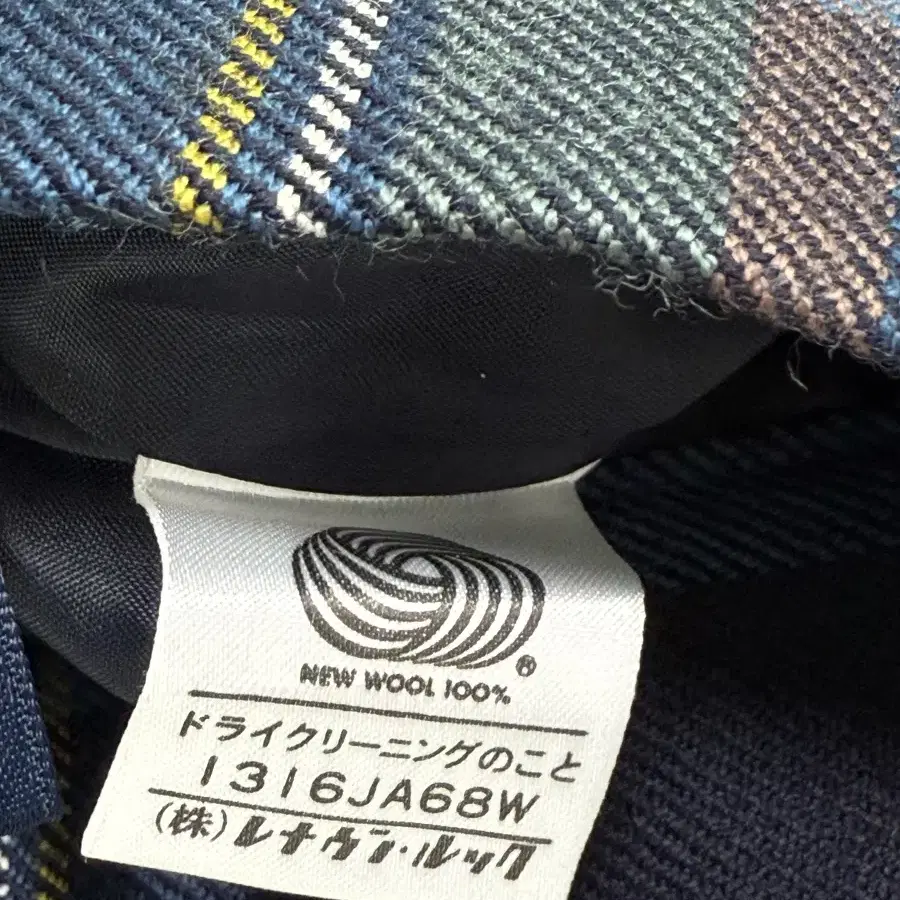 ®
NEW WOOL 100%
ドライクリーニングのこと
1316JA68W
(株)レナウン・ルック